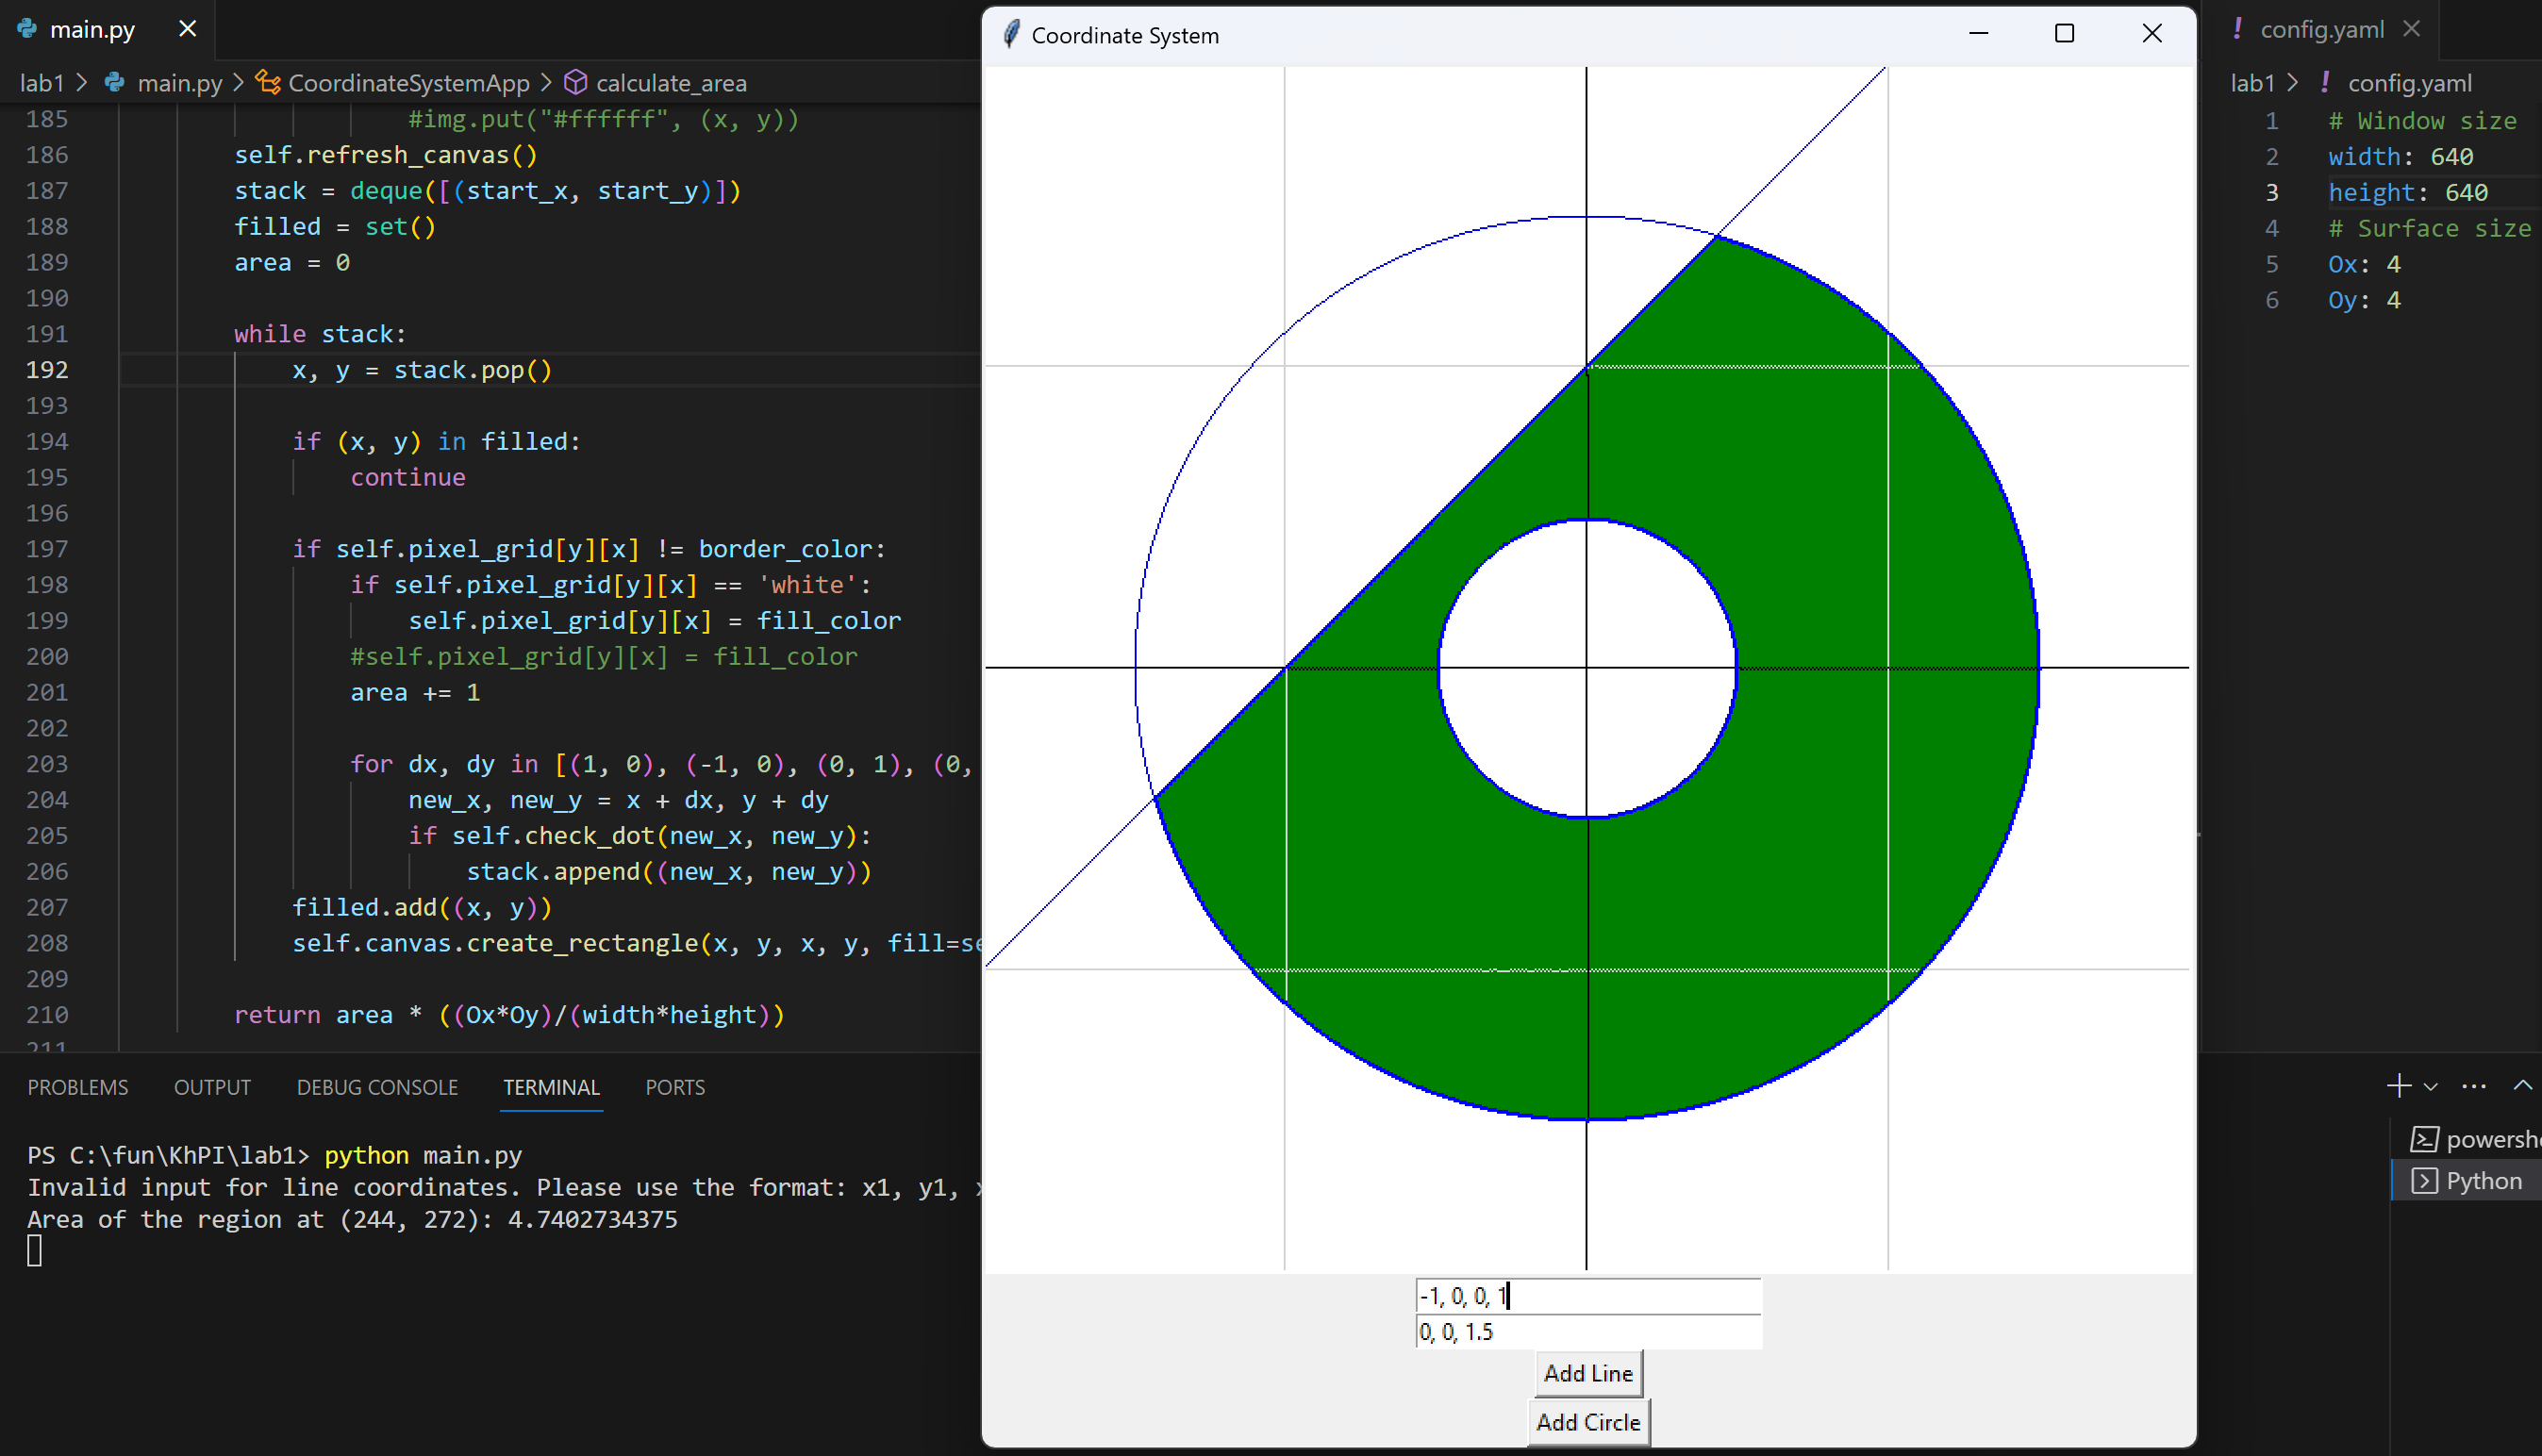 main.py
lab1 > main.py > CoordinateSystemApp > calculate_area
185 #img.put("#ffffff", (x, y))
186 self.refresh_canvas()
187 stack = deque([(start_x, start_y)])
188 filled = set()
189 area = 0
190
191 while stack:
192 x, y = stack.pop()
193
194 if (x, y) in filled:
195 continue
196
197 if self.pixel_grid[y][x] != border_color:
198 if self.pixel_grid[y][x] == 'white':
199 self.pixel_grid[y][x] = fill_color
200 #self.pixel_grid[y][x] = fill_color
201 area += 1
202
203 for dx, dy in [(1, 0), (-1, 0), (0, 1), (0,
204 new_x, new_y = x + dx, y + dy
205 if self.check_dot(new_x, new_y):
206 stack.append((new_x, new_y))
207 filled.add((x, y))
208 self.canvas.create_rectangle(x, y, x, y, fill=se
209
210 return area * ((Ox*Oy)/(width*height))
211
Coordinate System
-1, 0, 0, 1
0, 0, 1.5
Add Line
Add Circle
! config.yaml
lab1 > ! config.yaml
1 # Window size
2 width: 640
3 height: 640
4 # Surface size
5 Ox: 4
6 Oy: 4
PROBLEMS OUTPUT DEBUG CONSOLE TERMINAL PORTS
PS C:\fun\KhPI\lab1> python main.py
Invalid input for line coordinates. Please use the format: x1, y1,
Area of the region at (244, 272): 4.7402734375
powersh
Python